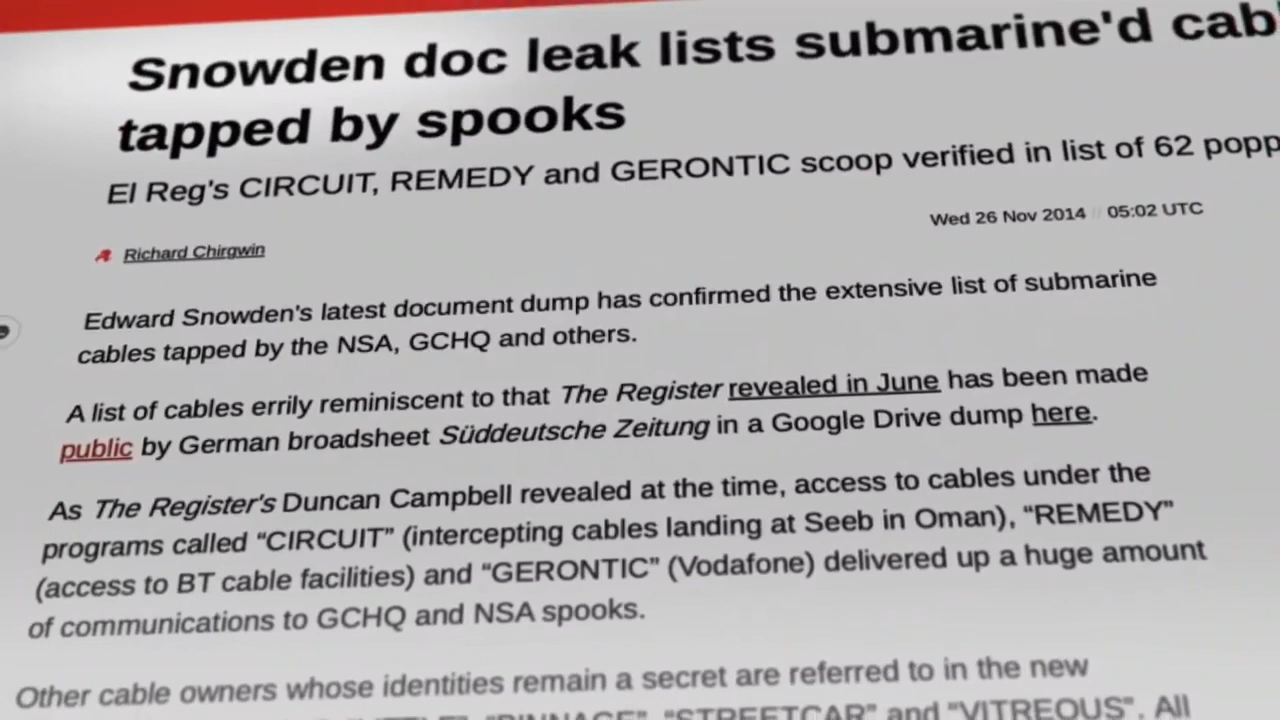 Snowden doc leak lists submarine'd
tapped by spooks
El Reg's CIRCUIT, REMEDY and GERONTIC scoop verified in list of 62
Wed 26 Nov 2014 // 05:02 UTC
Richard Chirgwin
Edward Snowden's latest document dump has confirmed the extensive list of submarine
cables tapped by the NSA, GCHQ and others.
A list of cables errily reminiscent to that The Register revealed in June has been made
public by German broadsheet Süddeutsche Zeitung in a Google Drive dump here.
As The Register's Duncan Campbell revealed at the time, access to cables under the
programs called “CIRCUIT” (intercepting cables landing at Seeb in Oman), “REMEDY”
(access to BT cable facilities) and “GERONTIC” (Vodafone) delivered up a huge amount
of communications to GCHQ and NSA spooks.
Other cable owners whose identities remain a secret are referred to in the new
“PINNAGE”, “STREETCAR” and “VITREOUS”. All